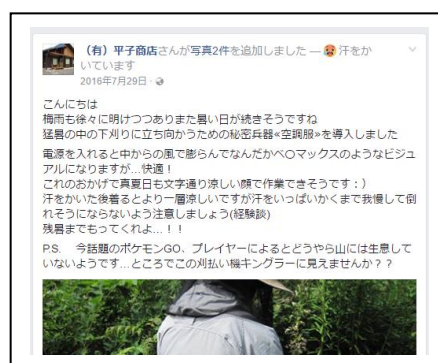 （有）平子商店さんが写真2件を追加しました — 🥵 汗をか
いています
2016年7月29日 ·
こんにちは
梅雨も徐々に明けつつありまた暑い日が続きそうですね
猛暑の中の下刈りに立ち向かうための秘密兵器≪空調服≫を導入しました
電源を入れると中からの風で膨らんでなんだかベ〇マックスのようなビジュ
アルになりますが…快適！
これのおかげで真夏日も文字通り涼しい顔で作業できそうです：）
汗をかいた後着るとより一層涼しいですが汗をいっぱいかくまで我慢して倒
れそうにならないよう注意しましょう(経験談)
残暑までもってくれよ…！！
P.S.　今話題のポケモンGO、プレイヤーによるとどうやら山には生息して
いないようです…ところでこの刈払い機キングラーに見えませんか？？